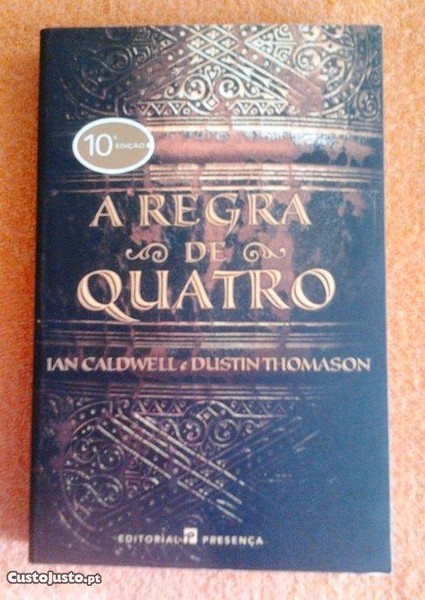 10ª EDIÇÃO
A REGRA
DE
QUATRO
IAN CALDWELL e DUSTIN THOMASON
EDITORIAL PRESENÇA
CustoJusto.pt